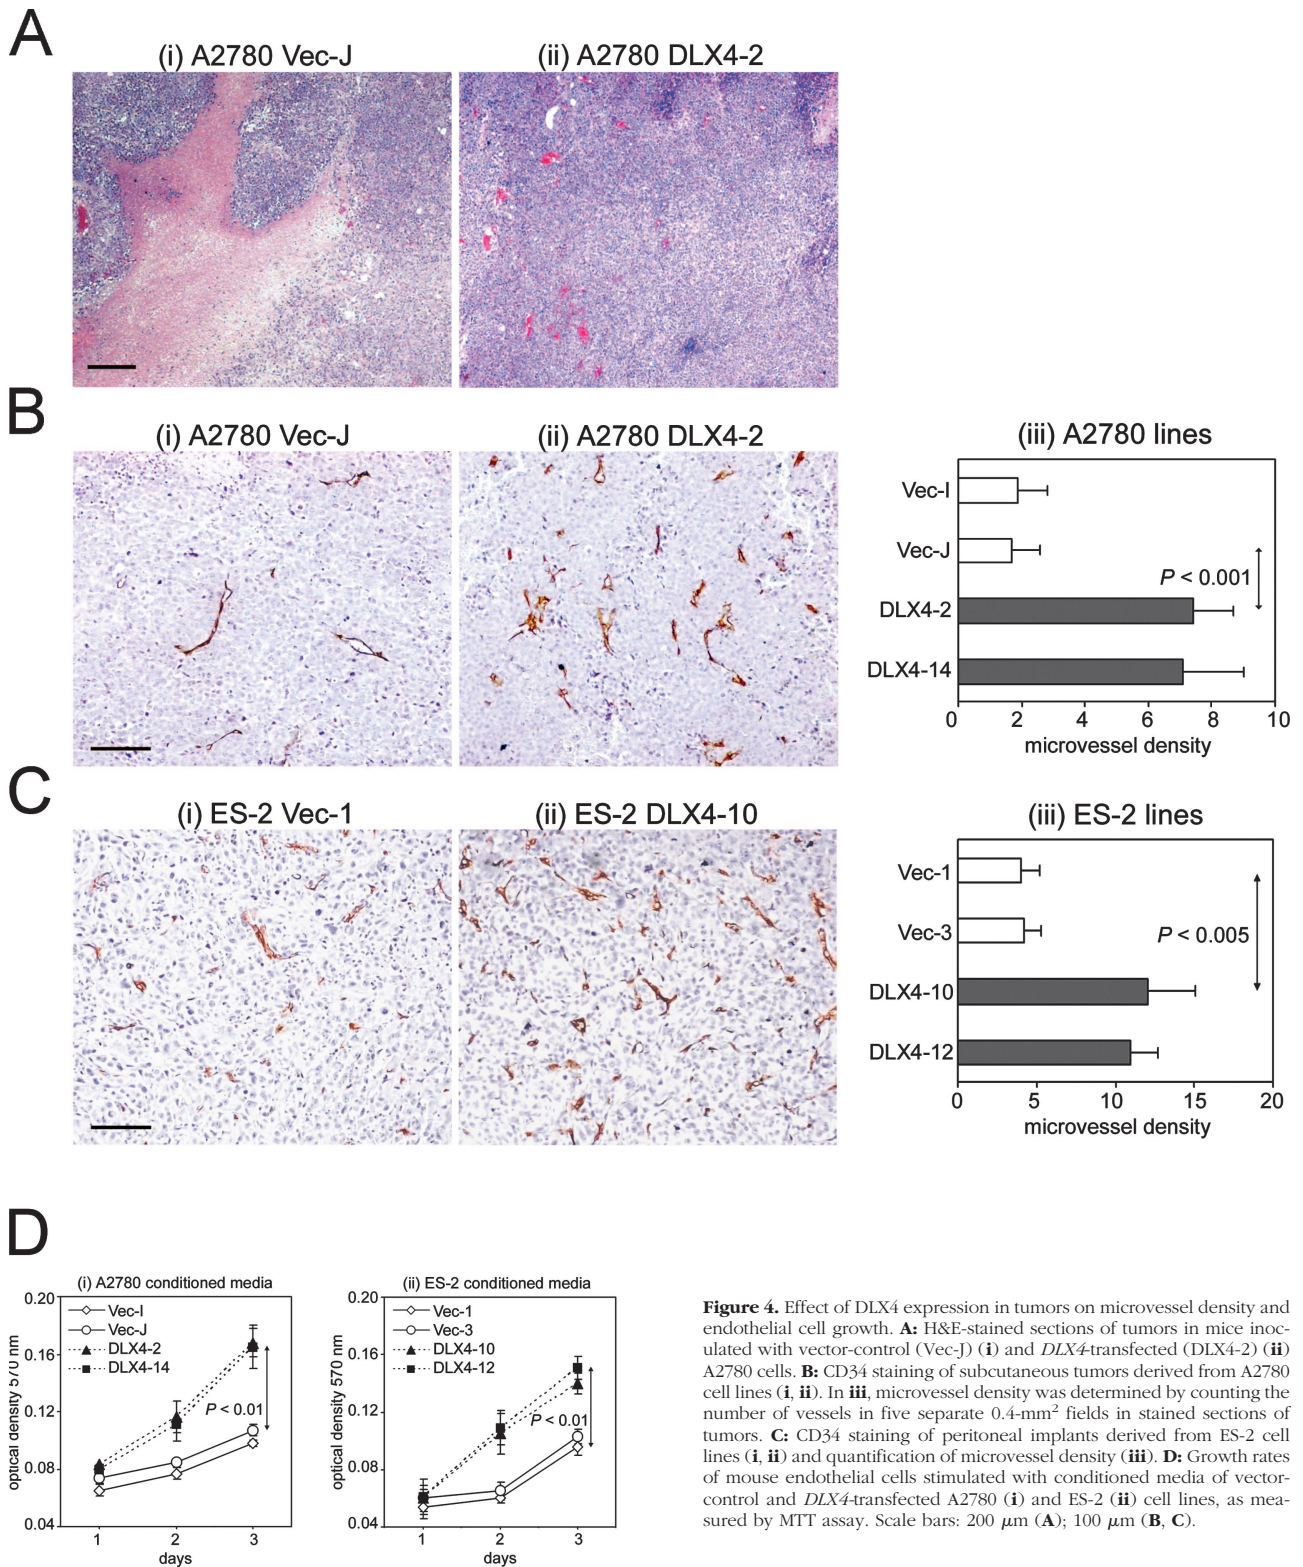 A
(i) A2780 Vec-J
(ii) A2780 DLX4-2
B
(i) A2780 Vec-J
(ii) A2780 DLX4-2
(iii) A2780 lines
Vec-I
Vec-J
P < 0.001
DLX4-2
DLX4-14
0 2 4 6 8 10
microvessel density
C
(i) ES-2 Vec-1
(ii) ES-2 DLX4-10
(iii) ES-2 lines
Vec-1
Vec-3
P < 0.005
DLX4-10
DLX4-12
0 5 10 15 20
microvessel density
D
(i) A2780 conditioned media
optical density 570 nm
0.20
0.16
0.12
0.08
0.04
Vec-I
Vec-J
DLX4-2
DLX4-14
P < 0.01
1 2 3
days
(ii) ES-2 conditioned media
optical density 570 nm
0.20
0.16
0.12
0.08
0.04
Vec-1
Vec-3
DLX4-10
DLX4-12
P < 0.01
1 2 3
days
Figure 4. Effect of DLX4 expression in tumors on microvessel density and
endothelial cell growth. A: H&E-stained sections of tumors in mice inoc-
ulated with vector-control (Vec-J) (i) and DLX4-transfected (DLX4-2) (ii)
A2780 cells. B: CD34 staining of subcutaneous tumors derived from A2780
cell lines (i, ii). In iii, microvessel density was determined by counting the
number of vessels in five separate 0.4-mm² fields in stained sections of
tumors. C: CD34 staining of peritoneal implants derived from ES-2 cell
lines (i, ii) and quantification of microvessel density (iii). D: Growth rates
of mouse endothelial cells stimulated with conditioned media of vector-
control and DLX4-transfected A2780 (i) and ES-2 (ii) cell lines, as mea-
sured by MTT assay. Scale bars: 200 μm (A); 100 μm (B, C).